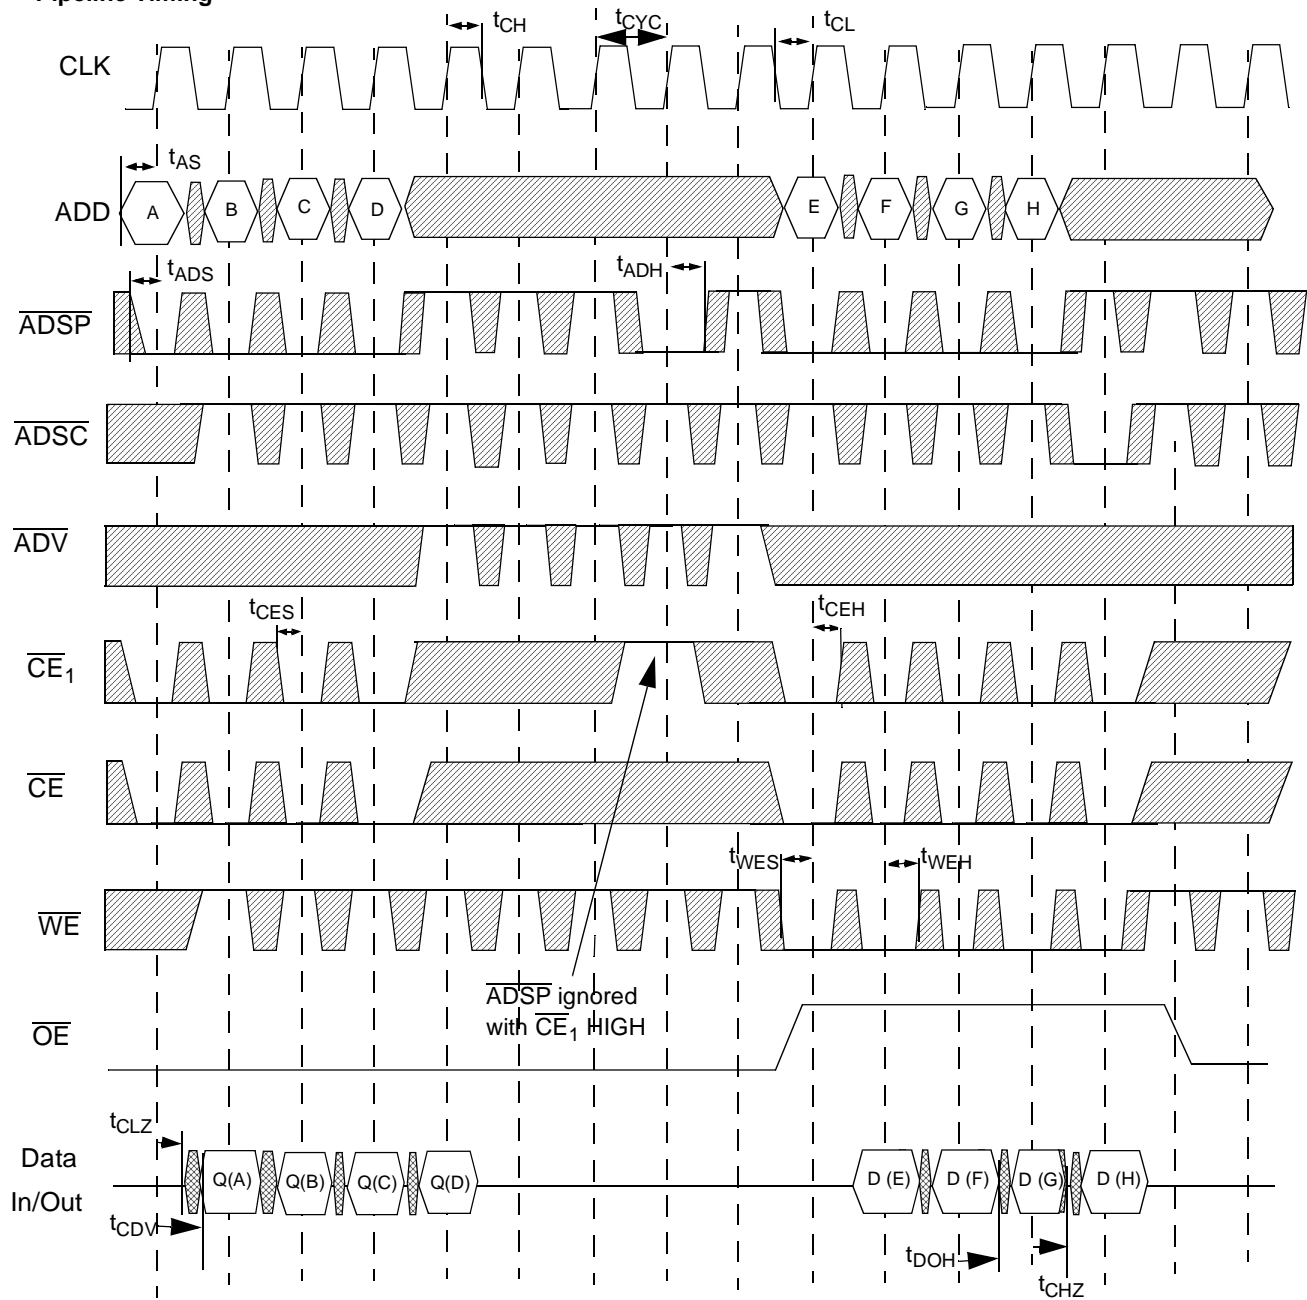 Pipeline Timing
tCH
tCYC
tCL
CLK
tAS
ADD
A
B
C
D
E
F
G
H
tADS
tADH
ADSP
ADSC
ADV
tCES
tCEH
CE1
CE
tWES
tWEH
WE
ADSP ignored
with CE1 HIGH
OE
tCLZ
Data
In/Out
Q(A)
Q(B)
Q(C)
Q(D)
D (E)
D (F)
D (G)
D (H)
tCDV
tDOH
tCHZ